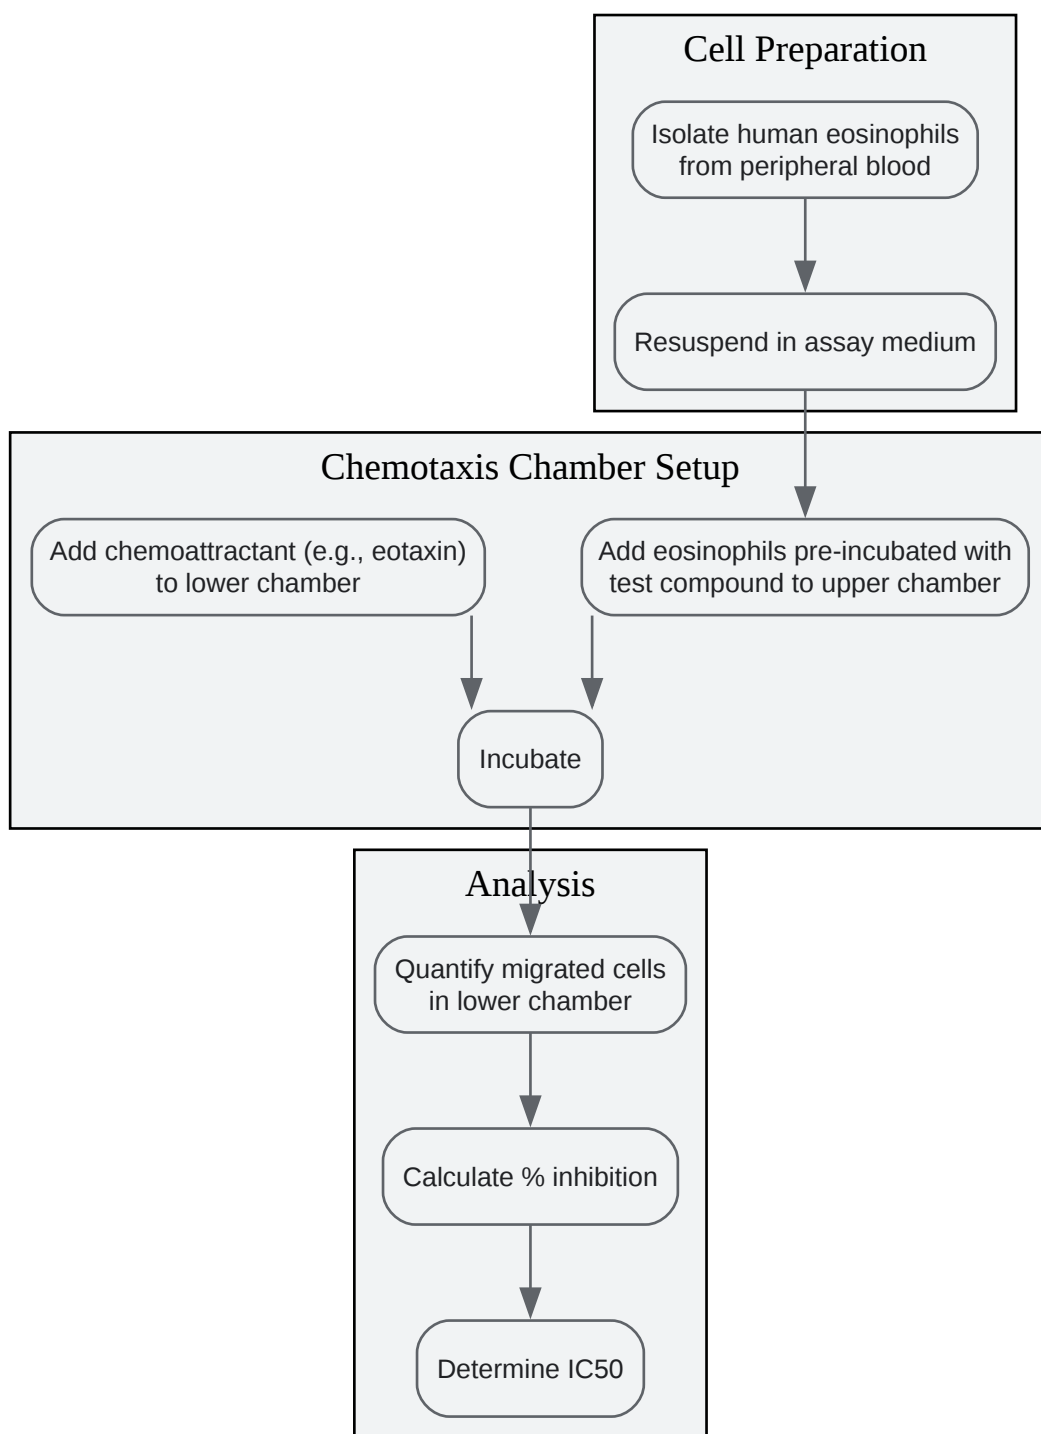 Cell Preparation
Isolate human eosinophils
from peripheral blood
Resuspend in assay medium
Chemotaxis Chamber Setup
Add chemoattractant (e.g., eotaxin)
to lower chamber
Add eosinophils pre-incubated with
test compound to upper chamber
Incubate
Analysis
Quantify migrated cells
in lower chamber
Calculate % inhibition
Determine IC50